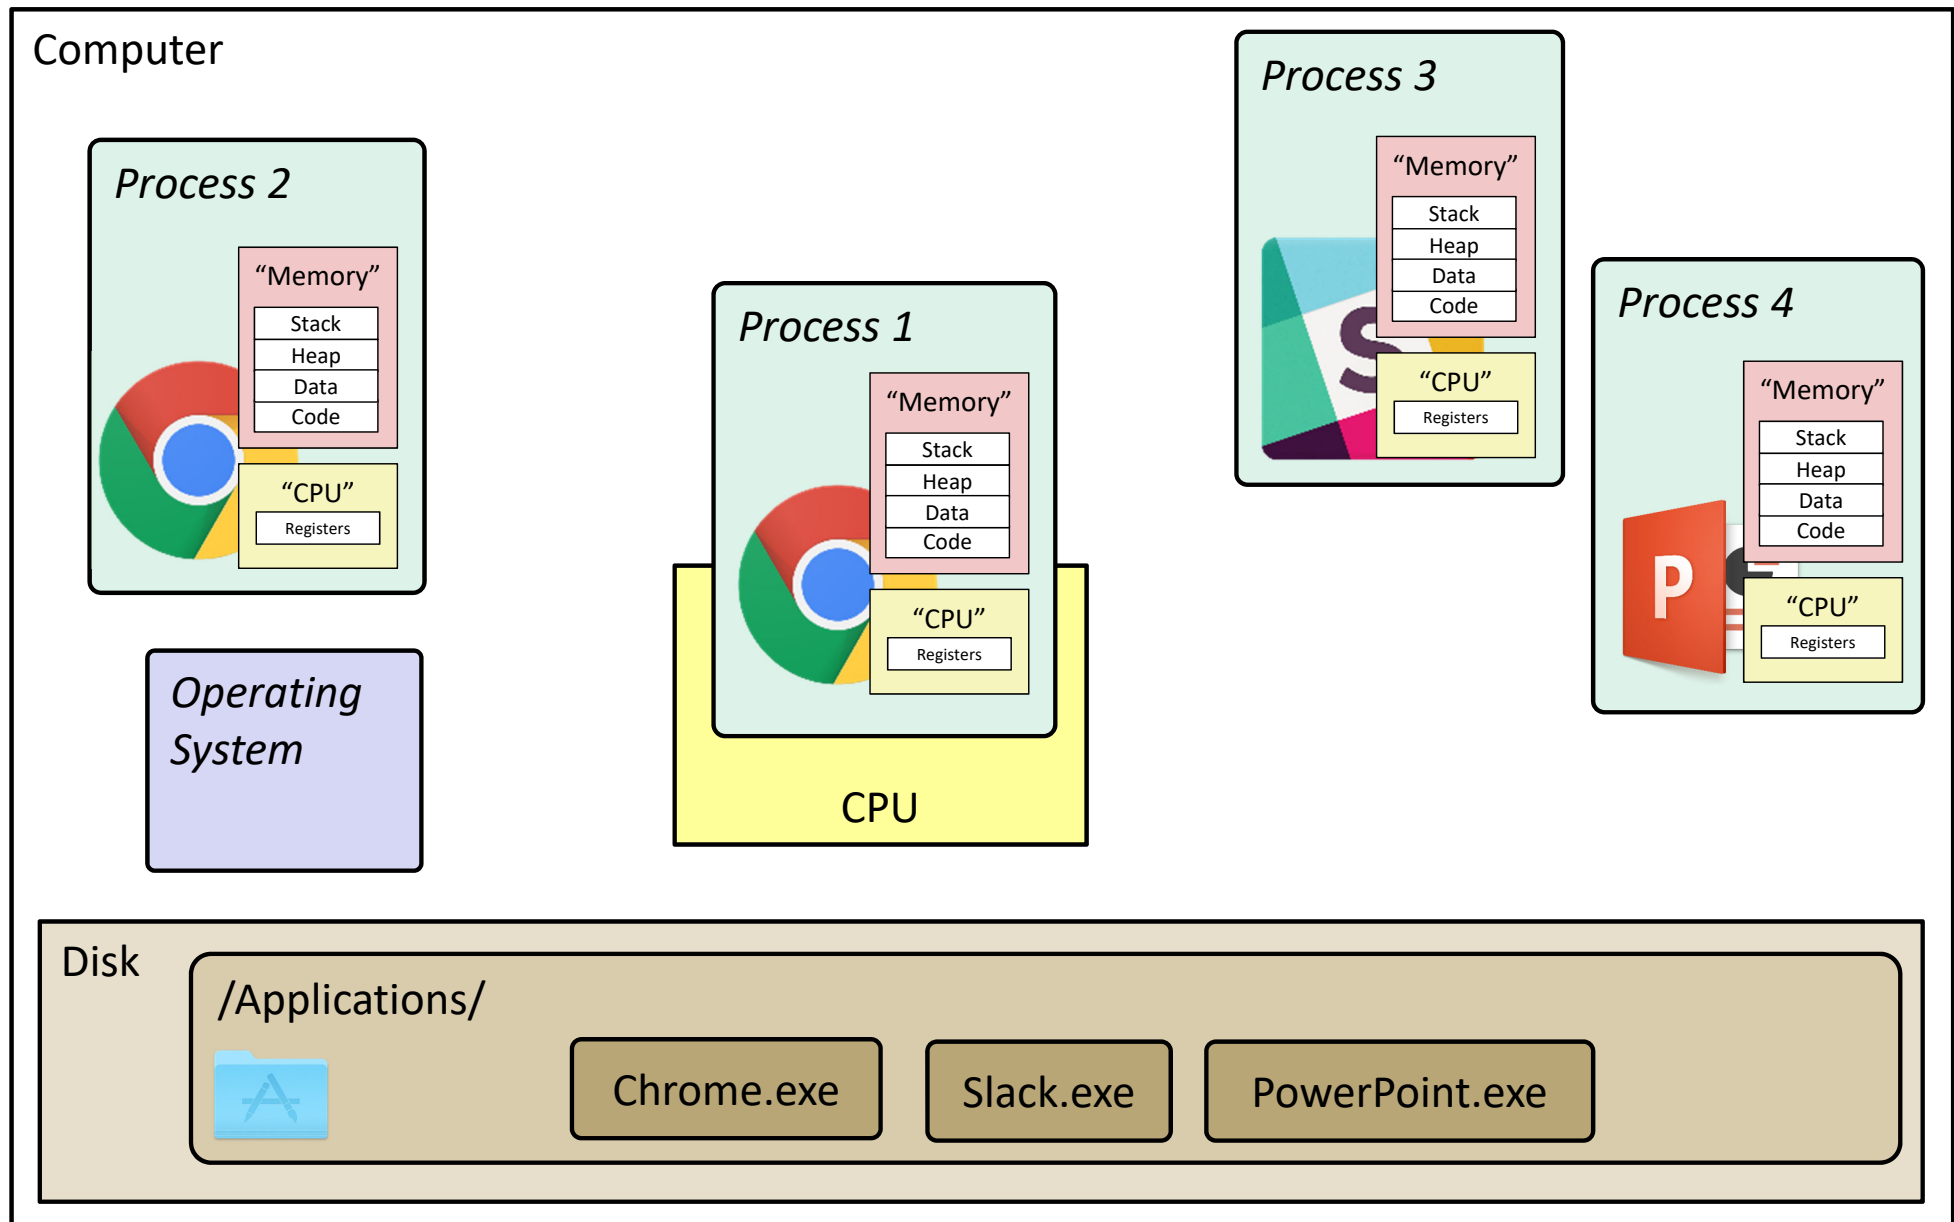 Computer
Process 2
“Memory”
Stack
Heap
Data
Code
“CPU”
Registers
Process 1
“Memory”
Stack
Heap
Data
Code
“CPU”
Registers
CPU
Process 3
“Memory”
Stack
Heap
Data
Code
“CPU”
Registers
S
Process 4
“Memory”
Stack
Heap
Data
Code
“CPU”
Registers
P
Operating
System
Disk
/Applications/
Chrome.exe
Slack.exe
PowerPoint.exe